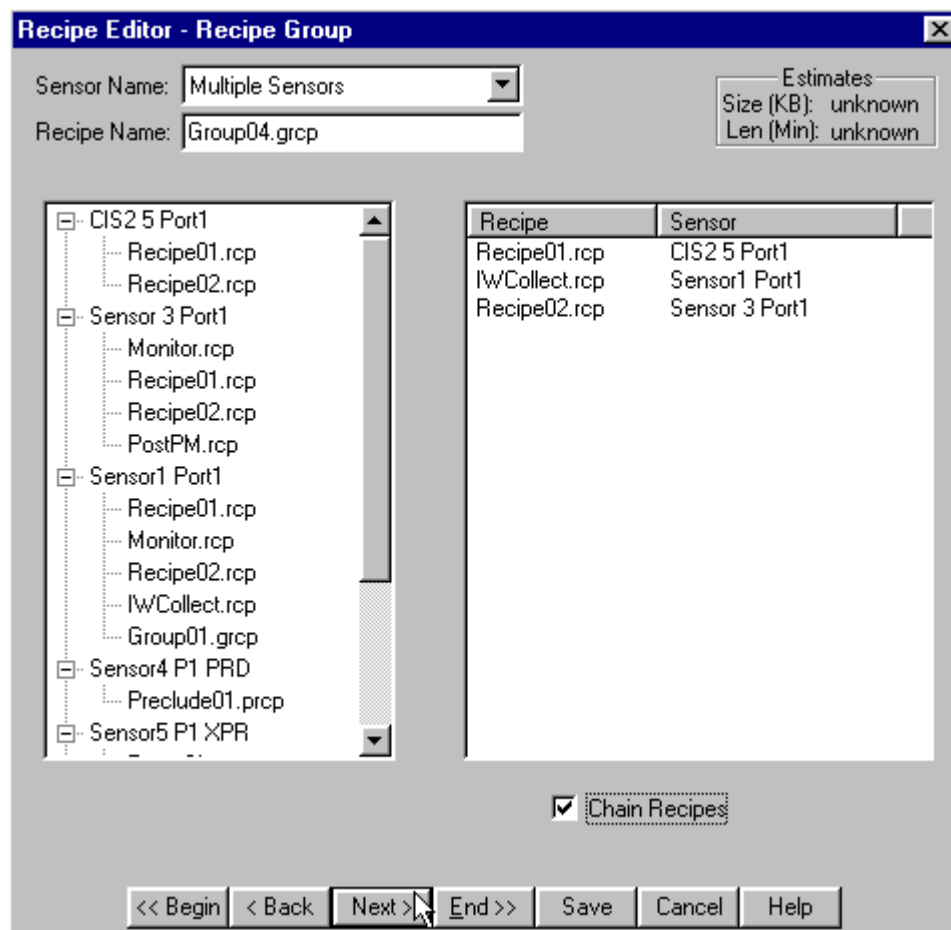 Recipe Editor - Recipe Group
Sensor Name: Multiple Sensors
Recipe Name: Group04.grcp
Estimates
Size (KB): unknown
Len (Min): unknown
CIS2 5 Port1
Recipe01.rcp
Recipe02.rcp
Sensor 3 Port1
Monitor.rcp
Recipe01.rcp
Recipe02.rcp
PostPM.rcp
Sensor1 Port1
Recipe01.rcp
Monitor.rcp
Recipe02.rcp
IWCollect.rcp
Group01.grcp
Sensor4 P1 PRD
Preclude01.prcp
Sensor5 P1 XPR
Recipe Sensor
Recipe01.rcp CIS2 5 Port1
IWCollect.rcp Sensor1 Port1
Recipe02.rcp Sensor 3 Port1
Chain Recipes
<< Begin < Back Next > End >> Save Cancel Help